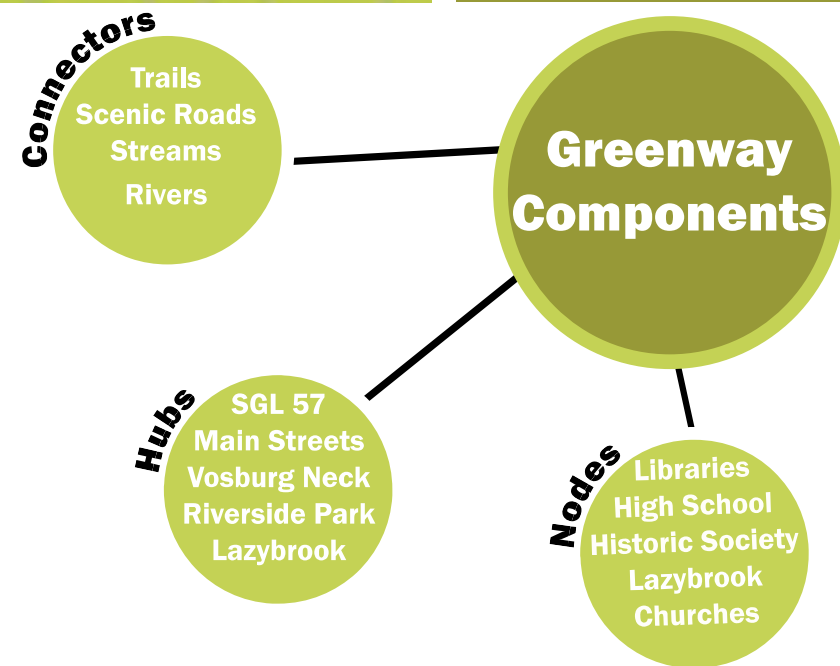 Connectors
Trails
Scenic Roads
Streams
Rivers
Greenway
Components
Hubs
SGL 57
Main Streets
Vosburg Neck
Riverside Park
Lazybrook
Nodes
Libraries
High School
Historic Society
Lazybrook
Churches